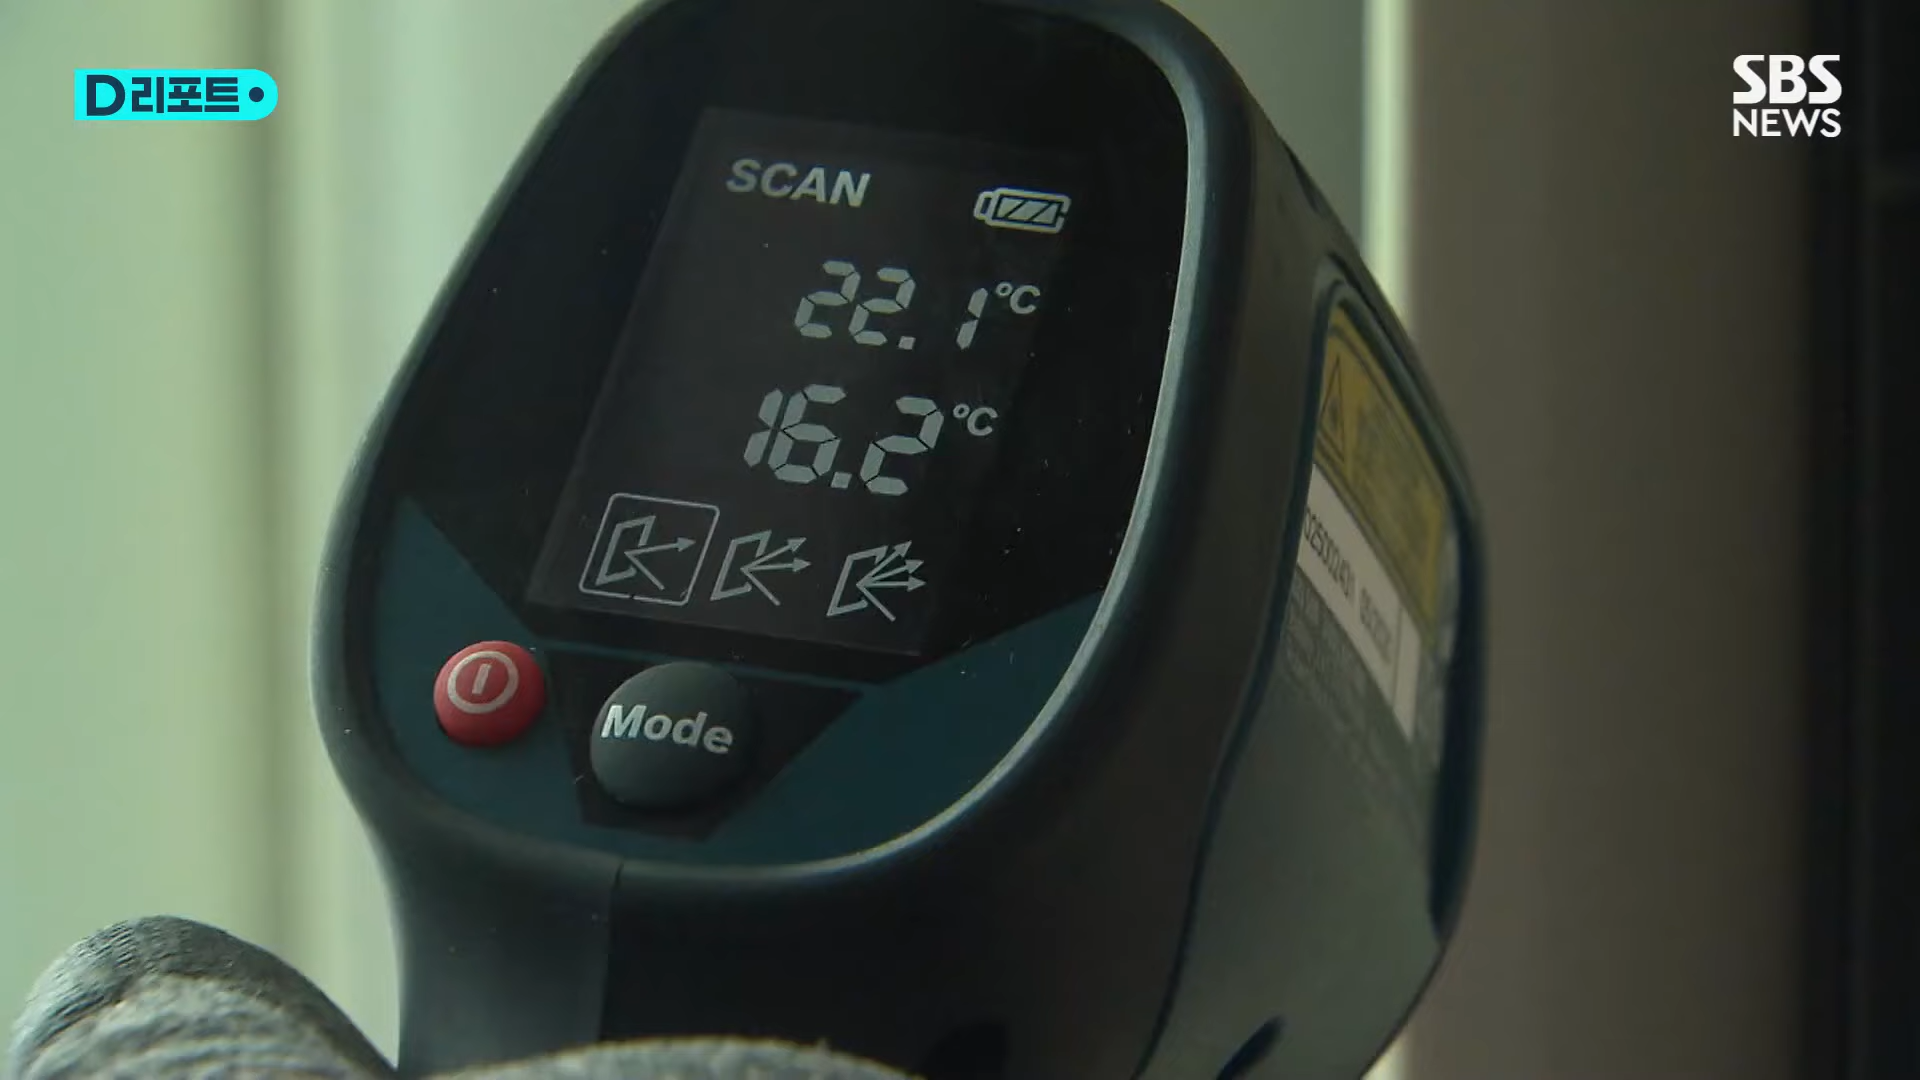 D리포트
SBS
NEWS
SCAN
22.1°C
16.2°C
Mode